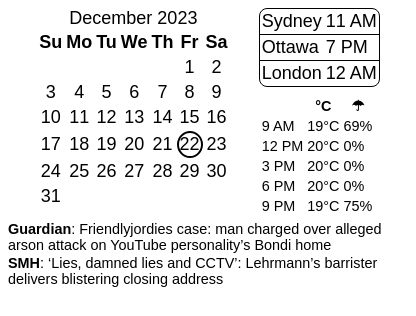 December 2023
Su Mo Tu We Th Fr Sa
1 2
3 4 5 6 7 8 9
10 11 12 13 14 15 16
17 18 19 20 21 22 23
24 25 26 27 28 29 30
31
Sydney 11 AM
Ottawa 7 PM
London 12 AM
°C ☂
9 AM 19°C 69%
12 PM 20°C 0%
3 PM 20°C 0%
6 PM 20°C 0%
9 PM 19°C 75%
Guardian: Friendlyjordies case: man charged over alleged
arson attack on YouTube personality’s Bondi home
SMH: ‘Lies, damned lies and CCTV’: Lehrmann’s barrister
delivers blistering closing address